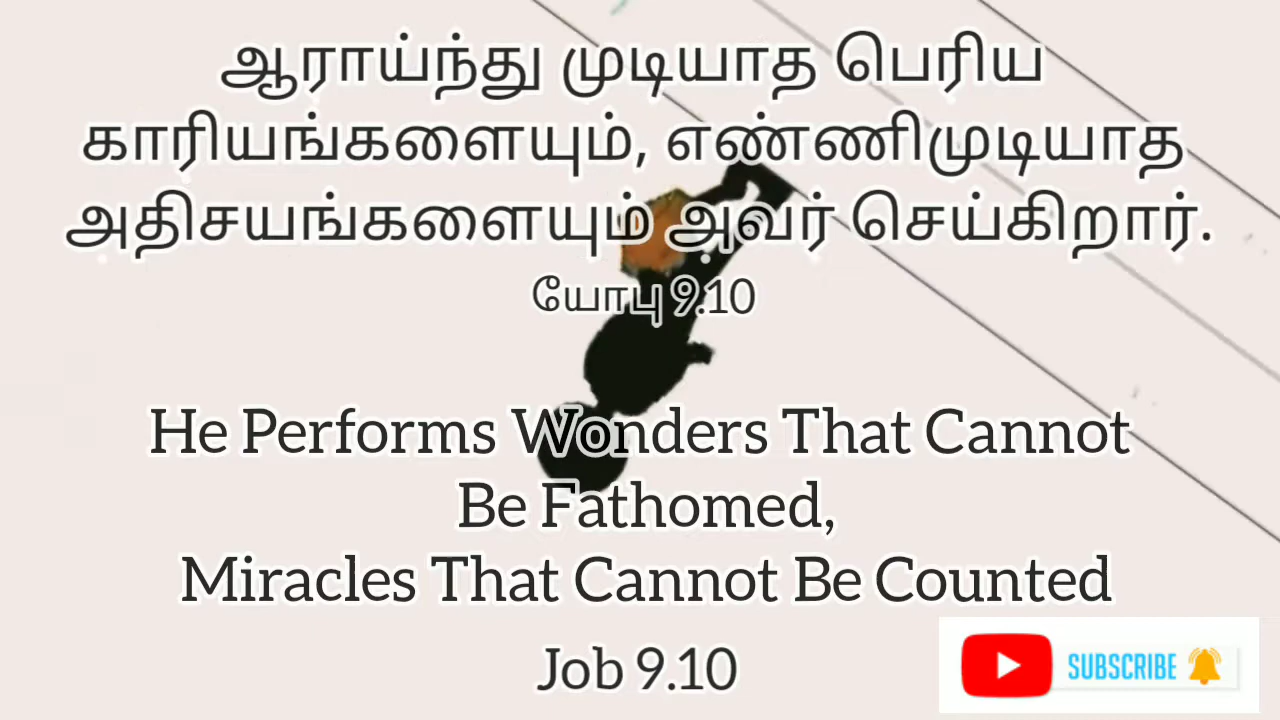 ஆராய்ந்து முடியாத பெரிய
காரியங்களையும், எண்ணிமுடியாத
அதிசயங்களையும் அவர் செய்கிறார்.
யோபு 9.10
He Performs Wonders That Cannot
Be Fathomed,
Miracles That Cannot Be Counted
Job 9.10
SUBSCRIBE